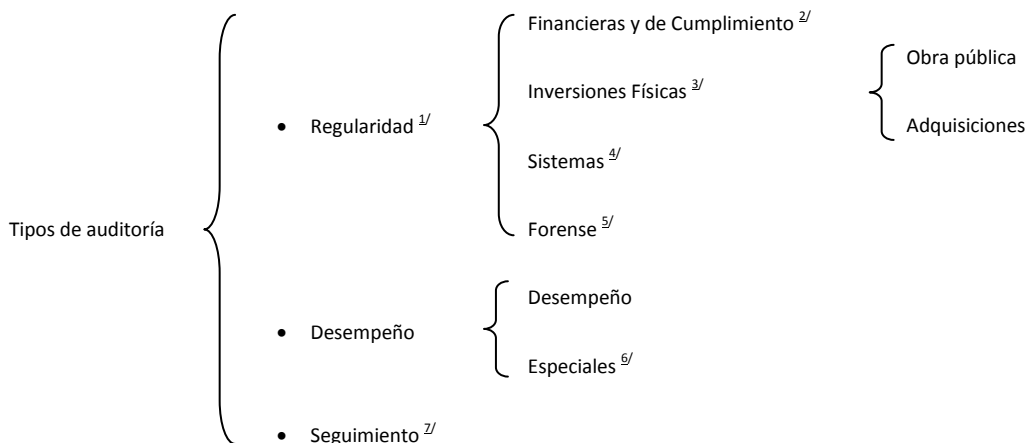 Tipos de auditoría
• Regularidad 1/
Financieras y de Cumplimiento 2/
Inversiones Físicas 3/
Obra pública
Adquisiciones
Sistemas 4/
Forense 5/
• Desempeño
Desempeño
Especiales 6/
• Seguimiento 7/